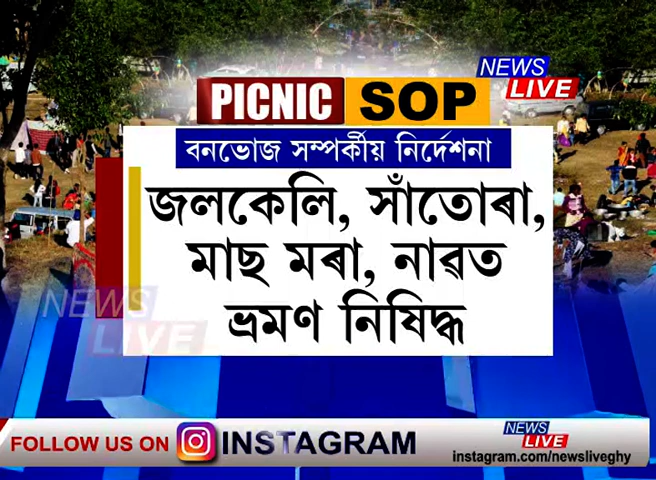 NEWS
LIVE
PICNIC SOP
বনভোজ সম্পৰ্কীয় নিৰ্দেশনা
জলকেলি, সাঁতোৰা,
মাছ মৰা, নাৱত
ভ্ৰমণ নিষিদ্ধ
NEWS
LIVE
FOLLOW US ON INSTAGRAM
NEWS
LIVE
instagram.com/newsliveghy